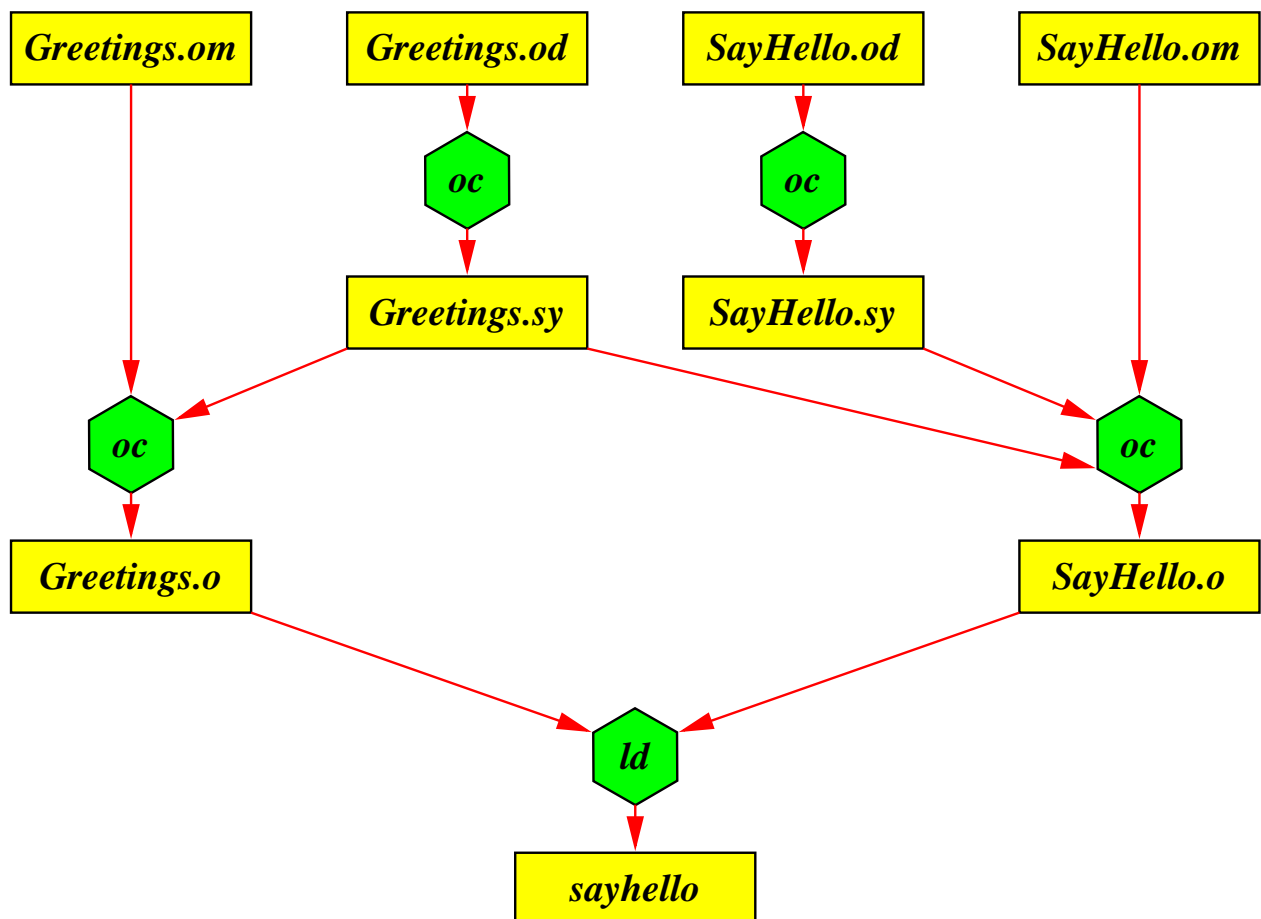 Greetings.om
Greetings.od
SayHello.od
SayHello.om
oc
oc
Greetings.sy
SayHello.sy
oc
oc
Greetings.o
SayHello.o
ld
sayhello